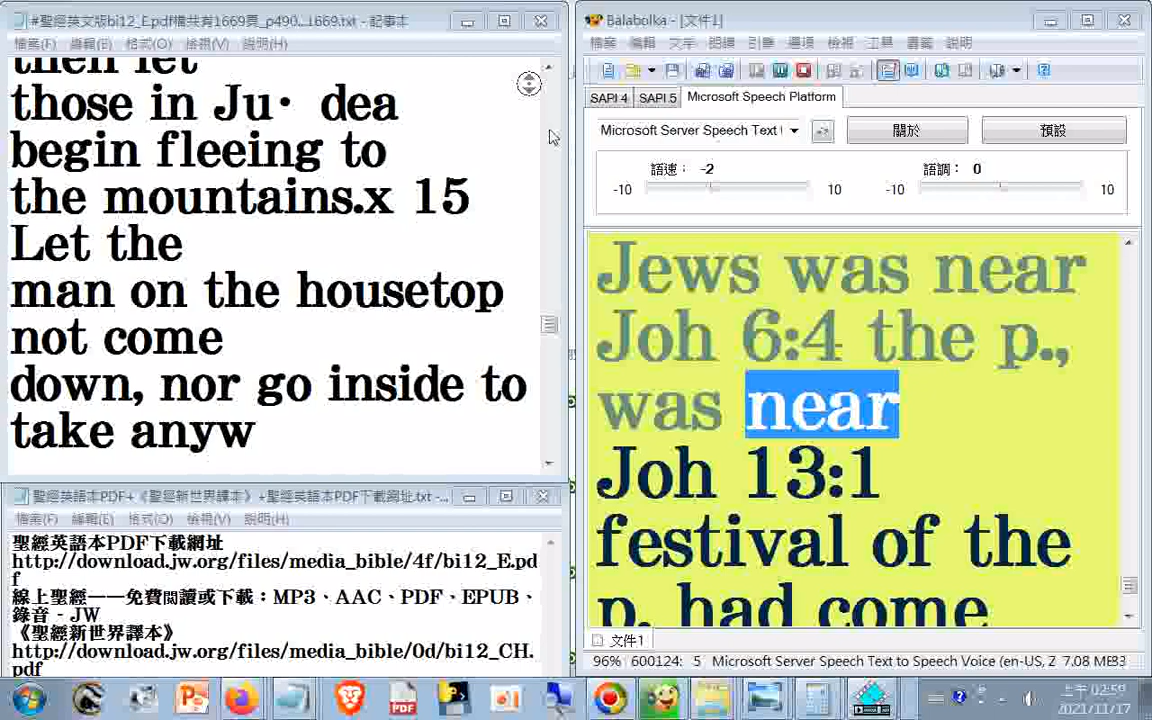 #聖經英文版bi12_E.pdf檔共有1669頁_p490...1669.txt - 記事本
檔案(F) 編輯(E) 格式(O) 檢視(V) 說明(H)
then let
those in Ju· dea
begin fleeing to
the mountains.x 15
Let the
man on the housetop
not come
down, nor go inside to
take anyw
聖經英語本PDF+《聖經新世界譯本》+聖經英語本PDF下載網址.txt -...
檔案(F) 編輯(E) 格式(O) 檢視(V) 說明(H)
聖經英語本PDF下載網址
http://download.jw.org/files/media_bible/4f/bi12_E.pd
f
線上聖經——免費閱讀或下載：MP3、AAC、PDF、EPUB、
錄音 - JW
《聖經新世界譯本》
http://download.jw.org/files/media_bible/0d/bi12_CH.
pdf
Balabolka - [文件1]
檔案 編輯 文字 朗讀 引擎 選項 檢視 工具 書籤 說明
SAPI 4 SAPI 5 Microsoft Speech Platform
Microsoft Server Speech Text 關於 預設
語速： -2 語調： 0
-10 10 -10 10
Jews was near
Joh 6:4 the p.,
was near
Joh 13:1
festival of the
p. had come
文件1
96% 600124: 5 Microsoft Server Speech Text to Speech Voice (en-US, Z 7.08 MB
PDF
上午 02:59
2021/11/17